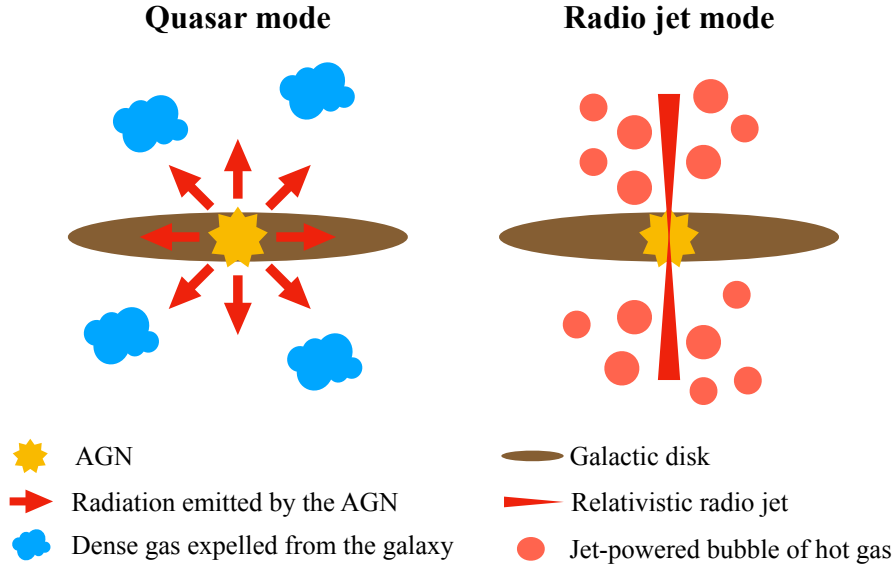 Quasar mode
Radio jet mode
AGN
Radiation emitted by the AGN
Dense gas expelled from the galaxy
Galactic disk
Relativistic radio jet
Jet-powered bubble of hot gas